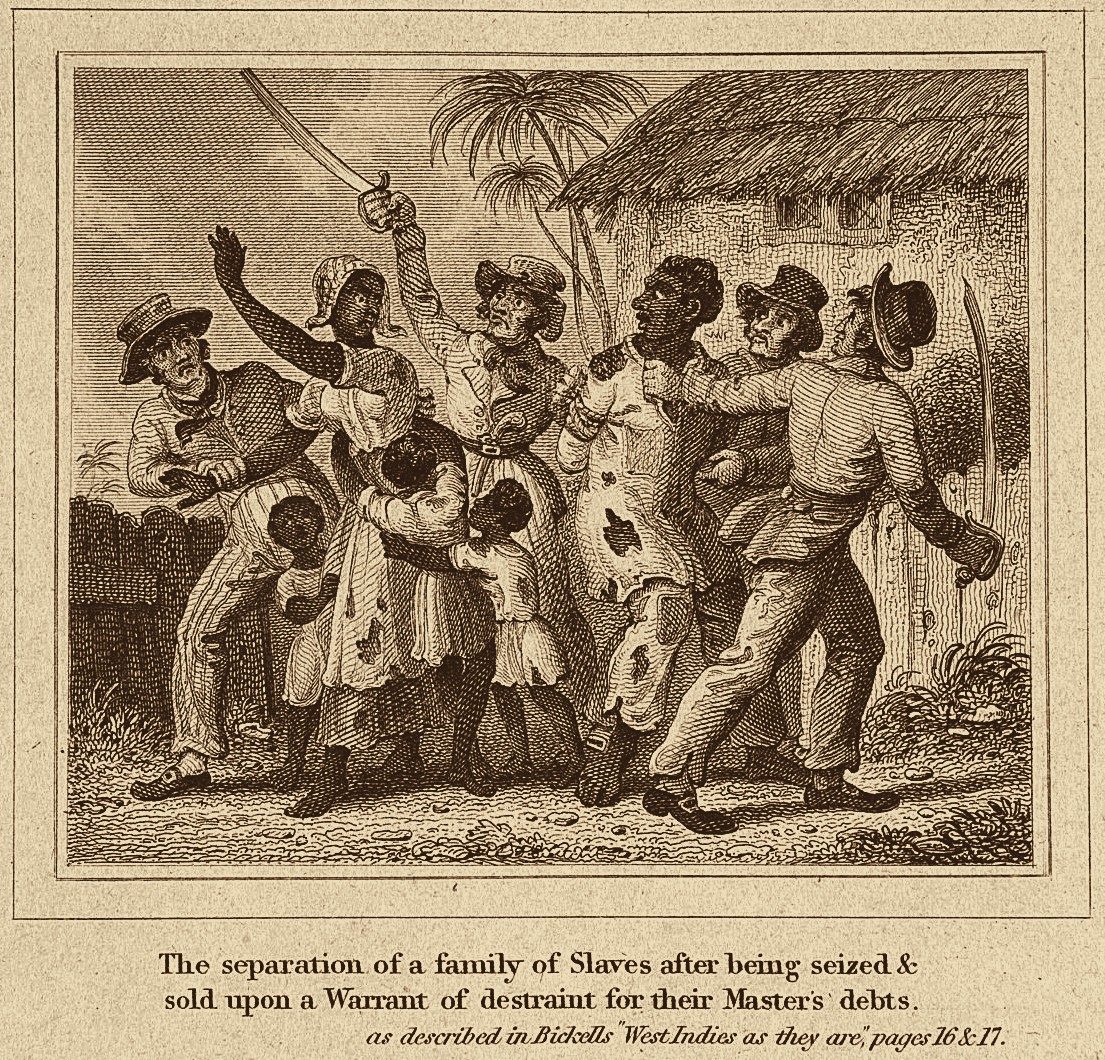 The separation of a family of Slaves after being seized &
sold upon a Warrant of destraint for their Master's debts.
as described in Bickells "West Indies as they are", pages 16 & 17.